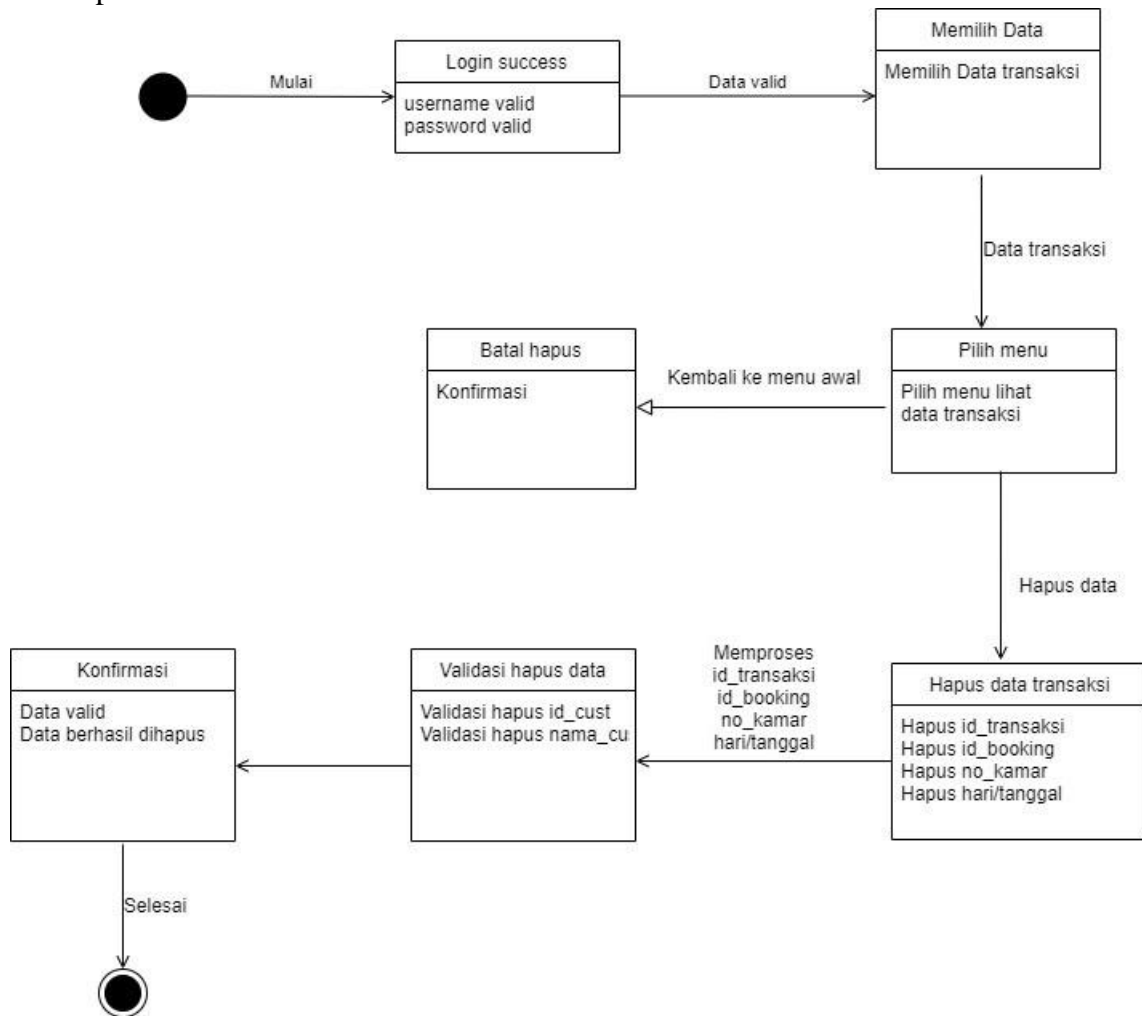 Mulai
Login success
username valid
password valid
Data valid
Memilih Data
Memilih Data transaksi
Data transaksi
Batal hapus
Konfirmasi
Kembali ke menu awal
Pilih menu
Pilih menu lihat
data transaksi
Hapus data
Konfirmasi
Data valid
Data berhasil dihapus
Validasi hapus data
Validasi hapus id_cust
Validasi hapus nama_cu
Memproses
id_transaksi
id_booking
no_kamar
hari/tanggal
Hapus data transaksi
Hapus id_transaksi
Hapus id_booking
Hapus no_kamar
Hapus hari/tanggal
Selesai